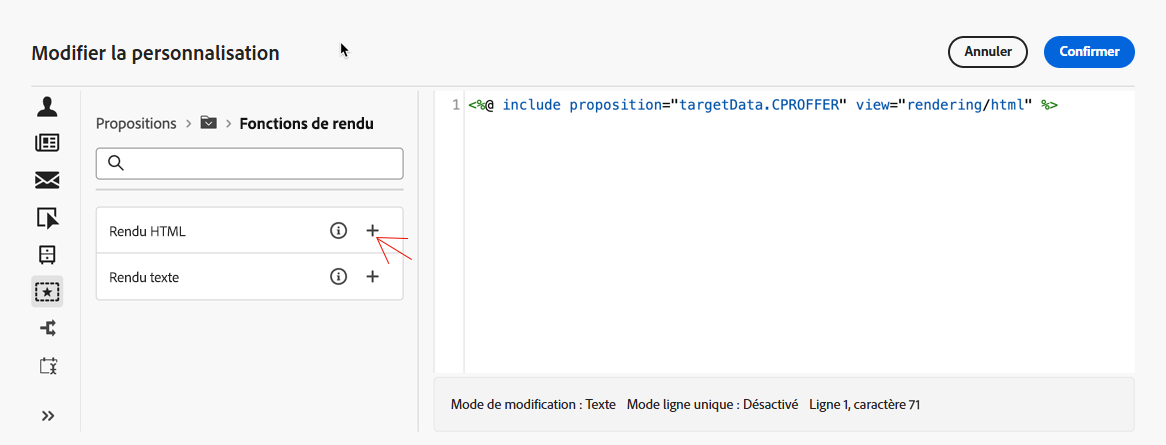 Modifier la personnalisation
Annuler
Confirmer
Propositions > > Fonctions de rendu
Rendu HTML
Rendu texte
1 <%@ include proposition="targetData.CPROFFER" view="rendering/html" %>
Mode de modification : Texte Mode ligne unique : Désactivé Ligne 1, caractère 71